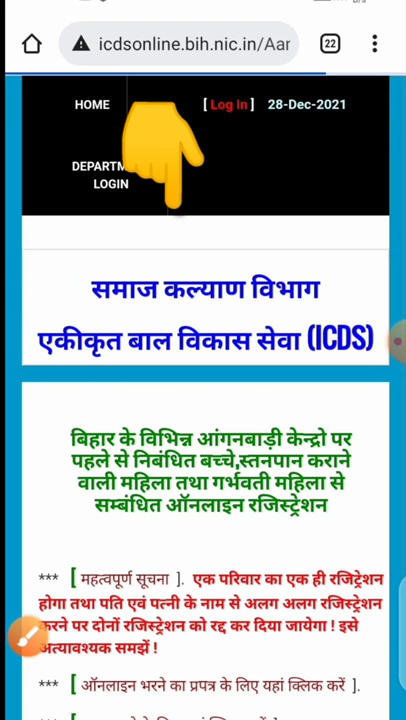 icdsonline.bih.nic.in/Aar
22
HOME [ Log In ] 28-Dec-2021
DEPARTM
LOGIN
समाज कल्याण विभाग
एकीकृत बाल विकास सेवा (ICDS)
बिहार के विभिन्न आंगनबाड़ी केन्द्रो पर
पहले से निबंधित बच्चे,स्तनपान कराने
वाली महिला तथा गर्भवती महिला से
सम्बंधित ऑनलाइन रजिस्ट्रेशन
*** [ महत्वपूर्ण सूचना ]. एक परिवार का एक ही रजिट्रेशन
होगा तथा पति एवं पत्नी के नाम से अलग अलग रजिस्ट्रेशन
करने पर दोनों रजिस्ट्रेशन को रद्द कर दिया जायेगा ! इसे
अत्यावश्यक समझें !
*** [ ऑनलाइन भरने का प्रपत्र के लिए यहां क्लिक करें ].